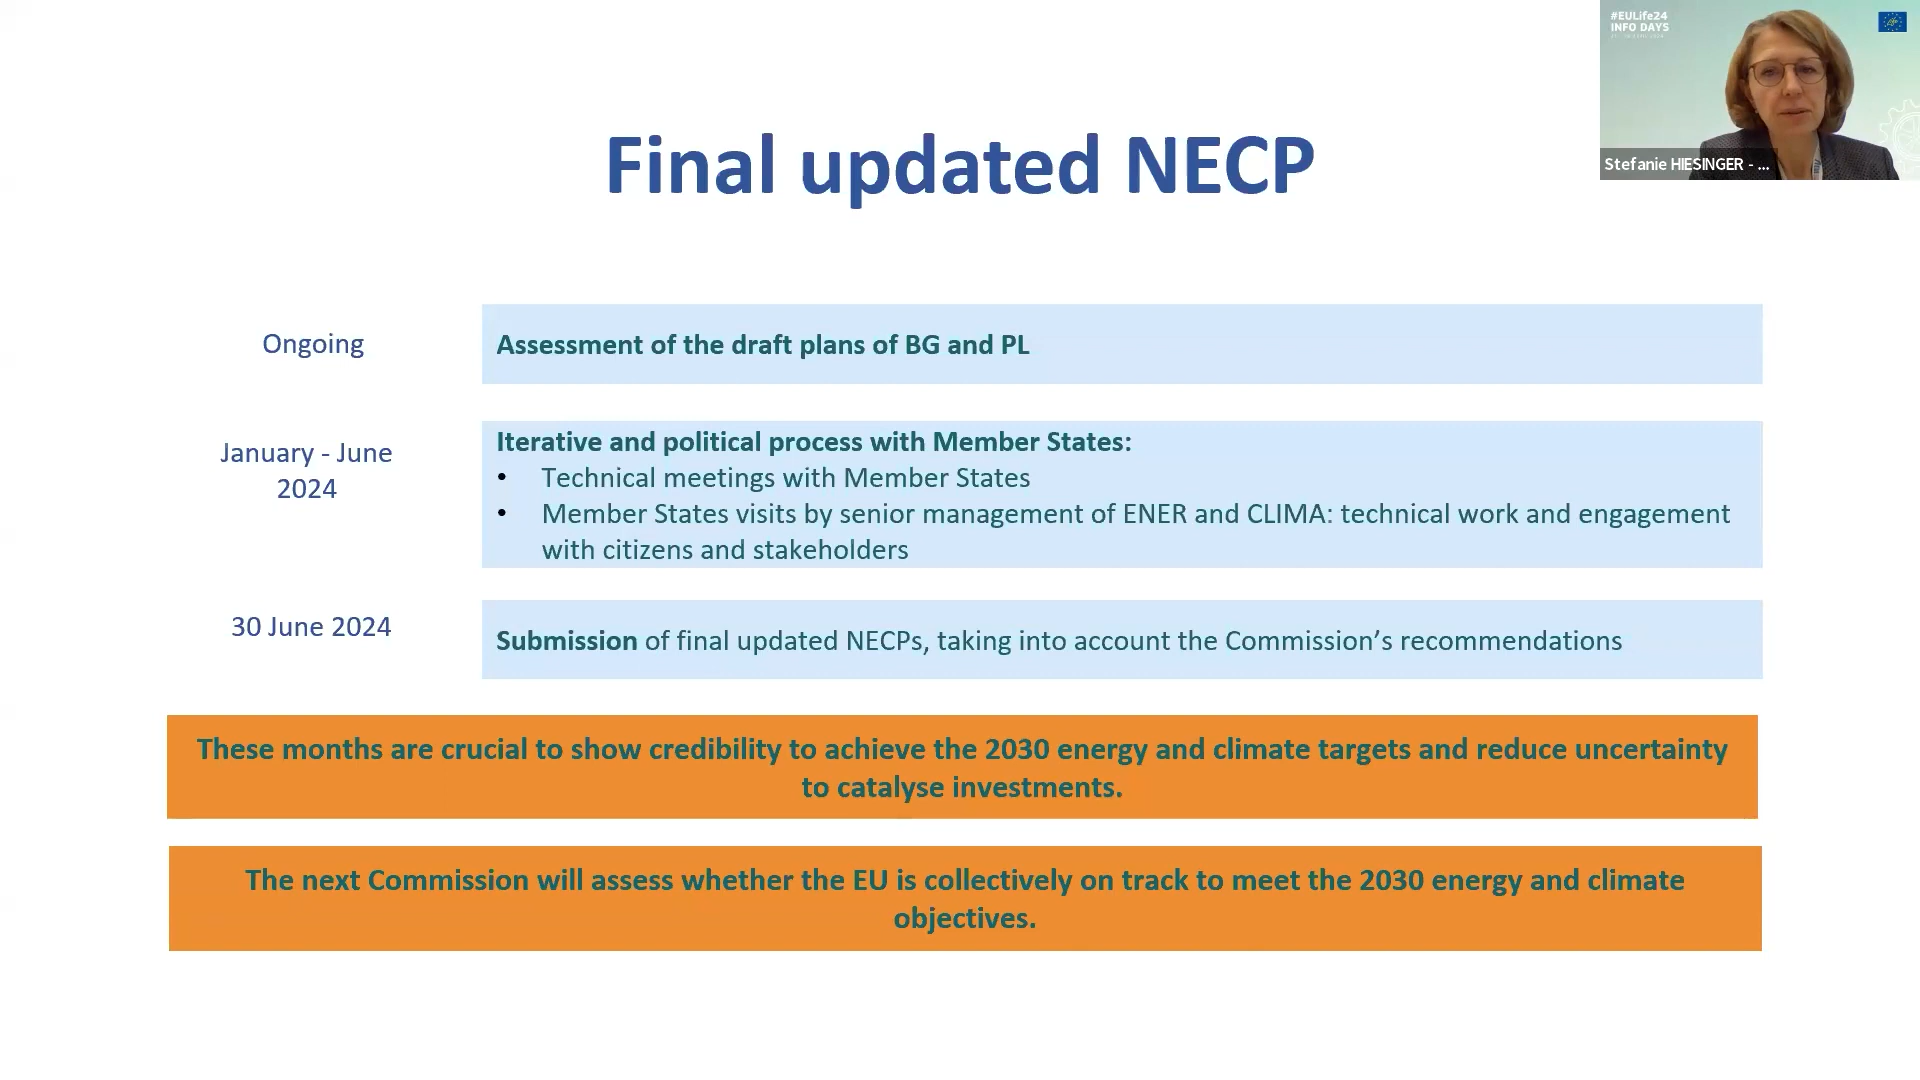 #EULife24
INFO DAYS
Stefanie HIESINGER - ...
Final updated NECP
Ongoing
Assessment of the draft plans of BG and PL
January - June
2024
Iterative and political process with Member States:
• Technical meetings with Member States
• Member States visits by senior management of ENER and CLIMA: technical work and engagement
with citizens and stakeholders
30 June 2024
Submission of final updated NECPs, taking into account the Commission’s recommendations
These months are crucial to show credibility to achieve the 2030 energy and climate targets and reduce uncertainty
to catalyse investments.
The next Commission will assess whether the EU is collectively on track to meet the 2030 energy and climate
objectives.